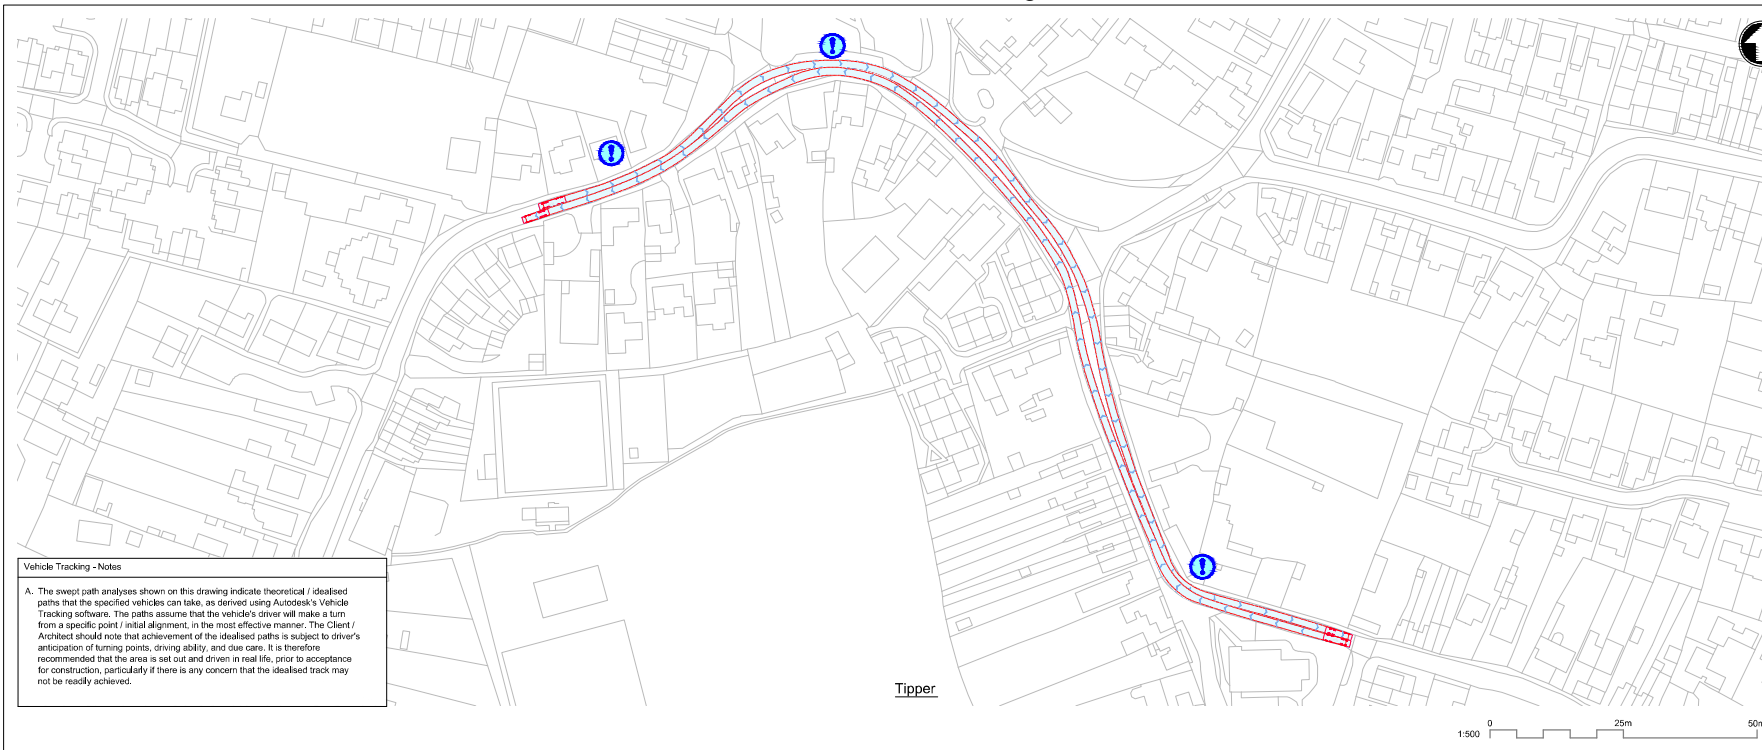 Vehicle Tracking - Notes
A. The swept path analyses shown on this drawing indicate theoretical / idealised
paths that the specified vehicles can take, as derived using Autodesk's Vehicle
Tracking software. The paths assume that the vehicle's driver will make a turn
from a specific point / initial alignment, in the most effective manner. The Client /
Architect should note that achievement of the idealised paths is subject to driver's
anticipation of turning points, driving ability, and due care. It is therefore
recommended that the area is set out and driven in real life, prior to acceptance
for construction, particularly if there is any concern that the idealised track may
not be readily achieved.
Tipper
0 25m 50m
1:500